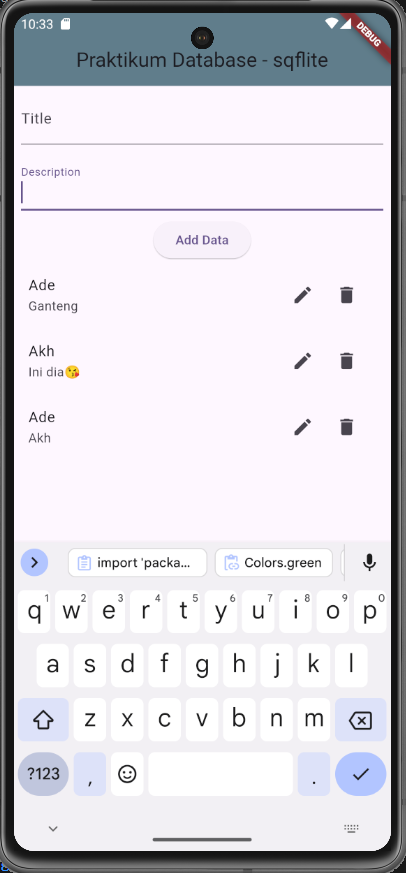 10:33
DEBUG
Praktikum Database - sqflite
Title
Description
Add Data
Ade
Ganteng
Akh
Ini dia😘
Ade
Akh
import 'packa... Colors.green
q1 w2 e3 r4 t5 y6 u7 i8 o9 p0
a s d f g h j k l
z x c v b n m
?123 , .